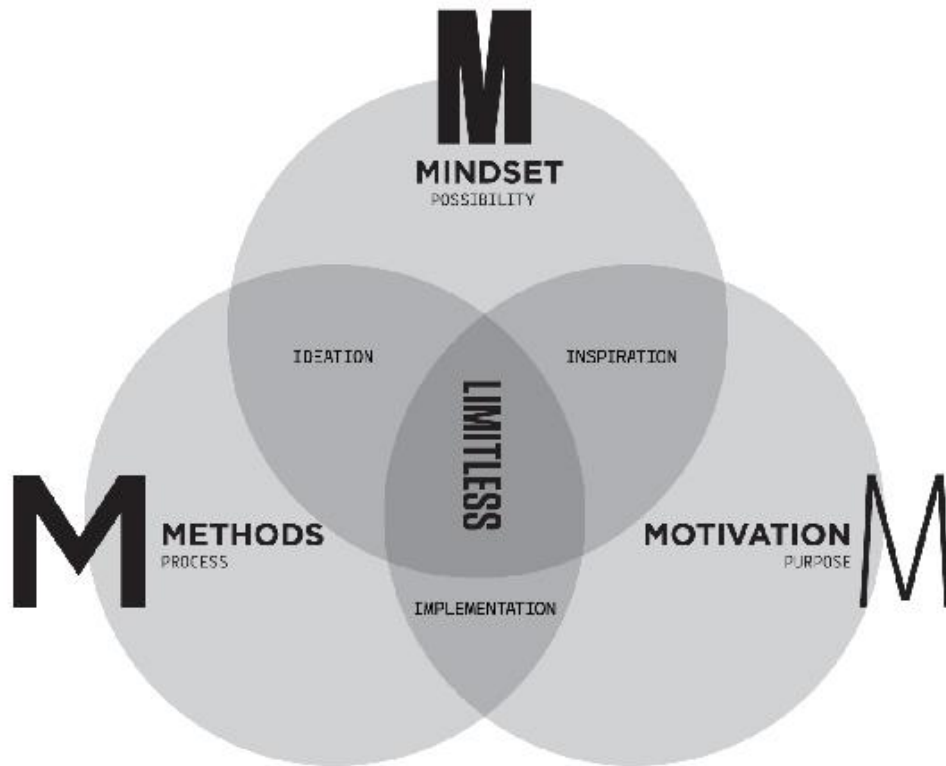 M
MINDSET
POSSIBILITY
IDEATION
INSPIRATION
LIMITLESS
M
METHODS
PROCESS
MOTIVATION
PURPOSE
M
IMPLEMENTATION